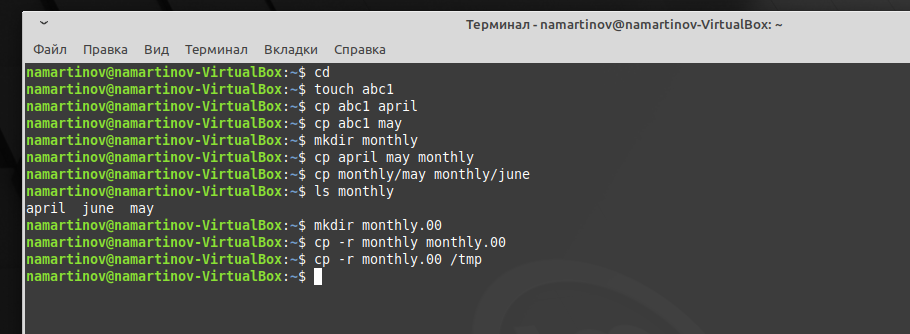 Терминал - namartinov@namartinov-VirtualBox: ~
Файл Правка Вид Терминал Вкладки Справка
namartinov@namartinov-VirtualBox:~$ cd
namartinov@namartinov-VirtualBox:~$ touch abc1
namartinov@namartinov-VirtualBox:~$ cp abc1 april
namartinov@namartinov-VirtualBox:~$ cp abc1 may
namartinov@namartinov-VirtualBox:~$ mkdir monthly
namartinov@namartinov-VirtualBox:~$ cp april may monthly
namartinov@namartinov-VirtualBox:~$ cp monthly/may monthly/june
namartinov@namartinov-VirtualBox:~$ ls monthly
april  june  may
namartinov@namartinov-VirtualBox:~$ mkdir monthly.00
namartinov@namartinov-VirtualBox:~$ cp -r monthly monthly.00
namartinov@namartinov-VirtualBox:~$ cp -r monthly.00 /tmp
namartinov@namartinov-VirtualBox:~$